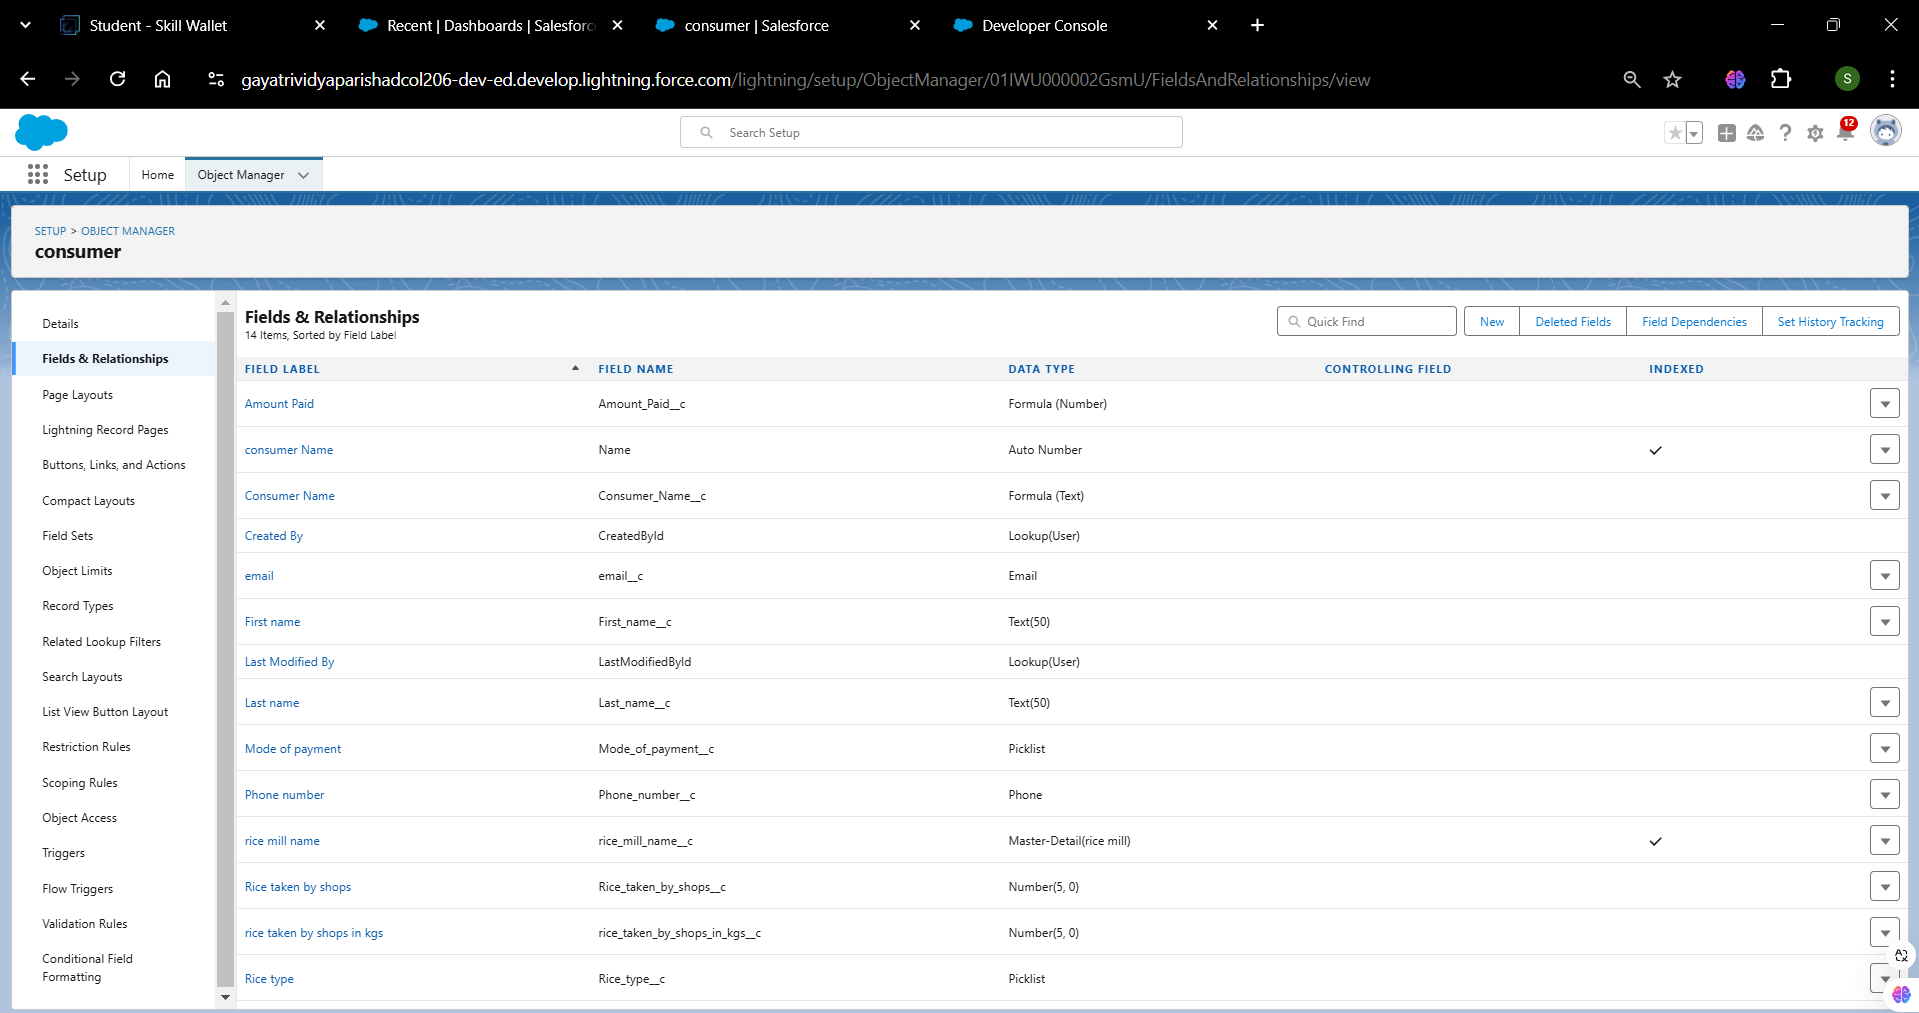 Student - Skill Wallet
Recent | Dashboards | Salesforc
consumer | Salesforce
Developer Console
gayatrividyaparishadcol206-dev-ed.develop.lightning.force.com/lightning/setup/ObjectManager/01IWU000002GsmU/FieldsAndRelationships/view
S
Search Setup
12
Setup
Home
Object Manager
SETUP > OBJECT MANAGER
consumer
Details
Fields & Relationships
Page Layouts
Lightning Record Pages
Buttons, Links, and Actions
Compact Layouts
Field Sets
Object Limits
Record Types
Related Lookup Filters
Search Layouts
List View Button Layout
Restriction Rules
Scoping Rules
Object Access
Triggers
Flow Triggers
Validation Rules
Conditional Field
Formatting
Fields & Relationships
14 Items, Sorted by Field Label
Quick Find
New
Deleted Fields
Field Dependencies
Set History Tracking
FIELD LABEL FIELD NAME DATA TYPE CONTROLLING FIELD INDEXED
Amount Paid Amount_Paid__c Formula (Number)
consumer Name Name Auto Number
Consumer Name Consumer_Name__c Formula (Text)
Created By CreatedById Lookup(User)
email email__c Email
First name First_name__c Text(50)
Last Modified By LastModifiedById Lookup(User)
Last name Last_name__c Text(50)
Mode of payment Mode_of_payment__c Picklist
Phone number Phone_number__c Phone
rice mill name rice_mill_name__c Master-Detail(rice mill)
Rice taken by shops Rice_taken_by_shops__c Number(5, 0)
rice taken by shops in kgs rice_taken_by_shops_in_kgs__c Number(5, 0)
Rice type Rice_type__c Picklist